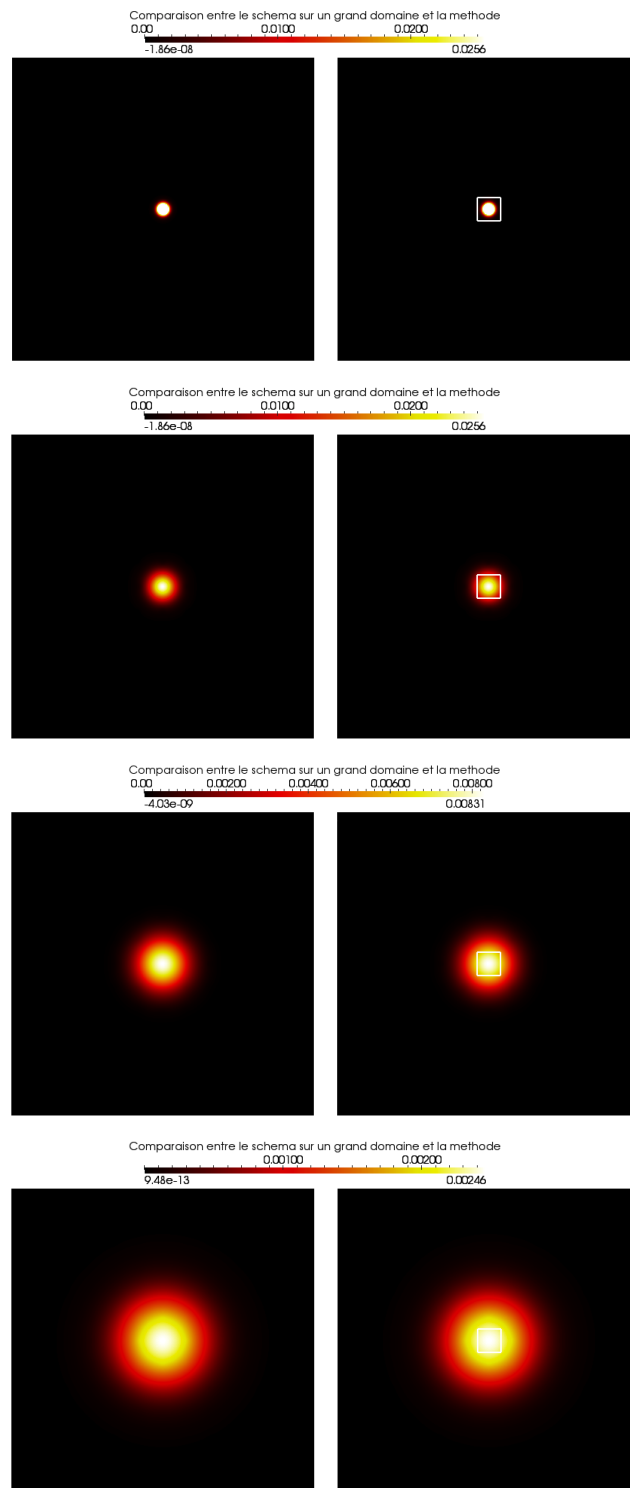 Comparaison entre le schema sur un grand domaine et la methode
0.00 0.0100 0.0200
-1.86e-08 0.0256
Comparaison entre le schema sur un grand domaine et la methode
0.00 0.0100 0.0200
-1.86e-08 0.0256
Comparaison entre le schema sur un grand domaine et la methode
0.00 0.00200 0.00400 0.00600 0.00800
-4.03e-09 0.00831
Comparaison entre le schema sur un grand domaine et la methode
0.00100 0.00200
9.48e-13 0.00246